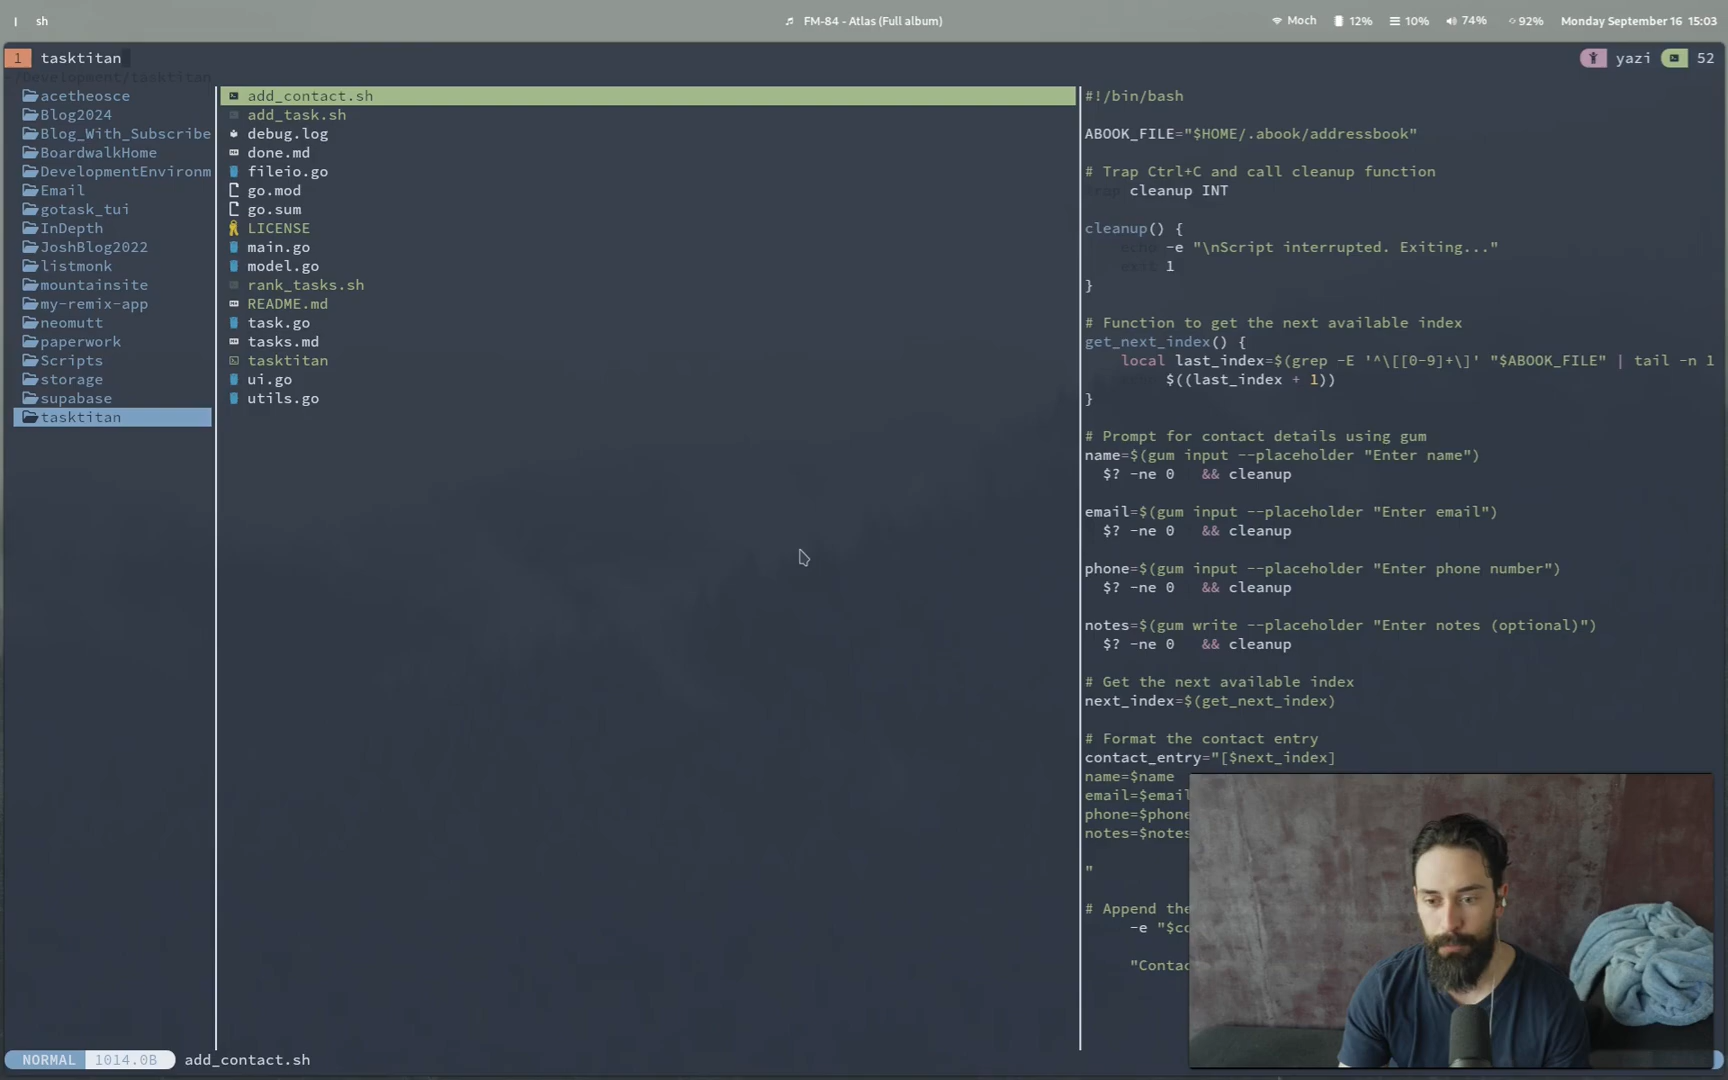 sh
FM-84 - Atlas (Full album)
Moch 12% 10% 74% 92% Monday September 16 15:03
1 tasktitan
yazi 52
~/Development/tasktitan
acetheosce
Blog2024
Blog_With_Subscribe
BoardwalkHome
DevelopmentEnvironm
Email
gotask_tui
InDepth
JoshBlog2022
listmonk
mountainsite
my-remix-app
neomutt
paperwork
Scripts
storage
supabase
tasktitan
add_contact.sh
add_task.sh
debug.log
done.md
fileio.go
go.mod
go.sum
LICENSE
main.go
model.go
rank_tasks.sh
README.md
task.go
tasks.md
tasktitan
ui.go
utils.go
#!/bin/bash
ABOOK_FILE="$HOME/.abook/addressbook"
# Trap Ctrl+C and call cleanup function
trap cleanup INT
cleanup() {
echo -e "\nScript interrupted. Exiting..."
exit 1
}
# Function to get the next available index
get_next_index() {
local last_index=$(grep -E '^\[[0-9]+\]' "$ABOOK_FILE" | tail -n 1
$((last_index + 1))
}
# Prompt for contact details using gum
name=$(gum input --placeholder "Enter name")
$? -ne 0 && cleanup
email=$(gum input --placeholder "Enter email")
$? -ne 0 && cleanup
phone=$(gum input --placeholder "Enter phone number")
$? -ne 0 && cleanup
notes=$(gum write --placeholder "Enter notes (optional)")
$? -ne 0 && cleanup
# Get the next available index
next_index=$(get_next_index)
# Format the contact entry
contact_entry="[$next_index]
name=$name
email=$email
phone=$phone
notes=$notes
"
# Append the
-e "$co
"Contac
NORMAL 1014.0B add_contact.sh